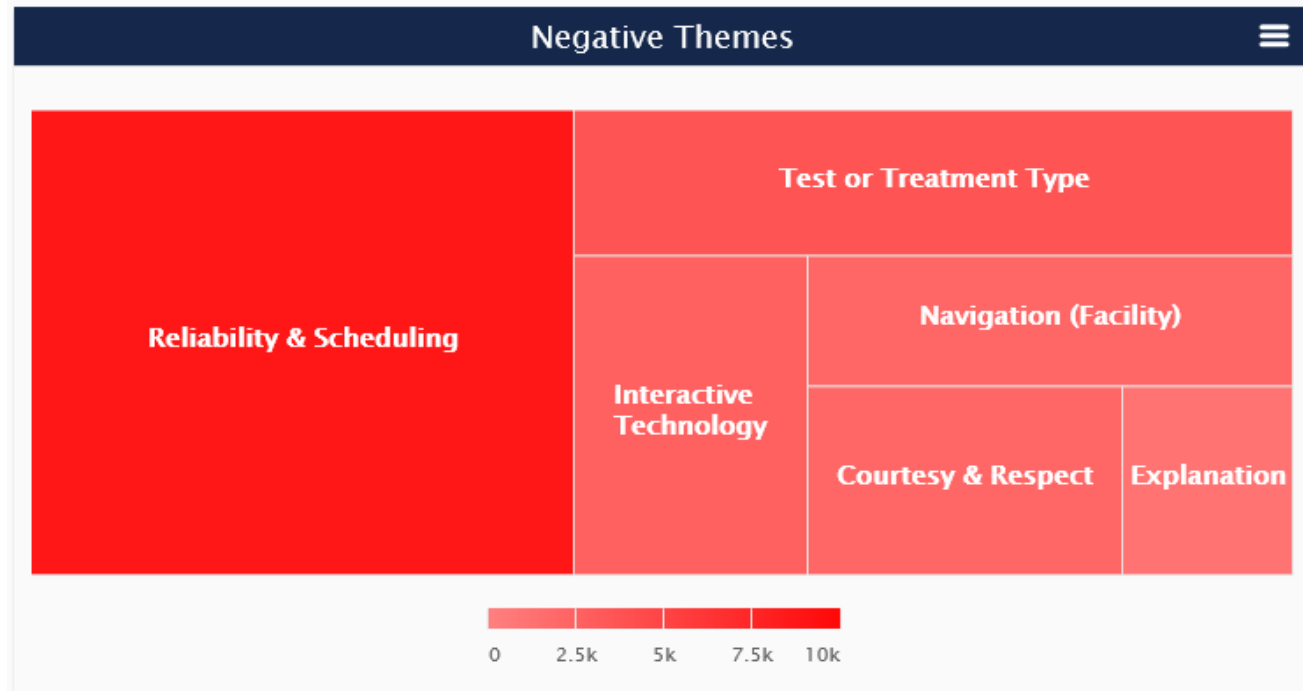 Negative Themes
Test or Treatment Type
Reliability & Scheduling
Navigation (Facility)
Interactive
Technology
Courtesy & Respect
Explanation
0
2.5k
5k
7.5k
10k